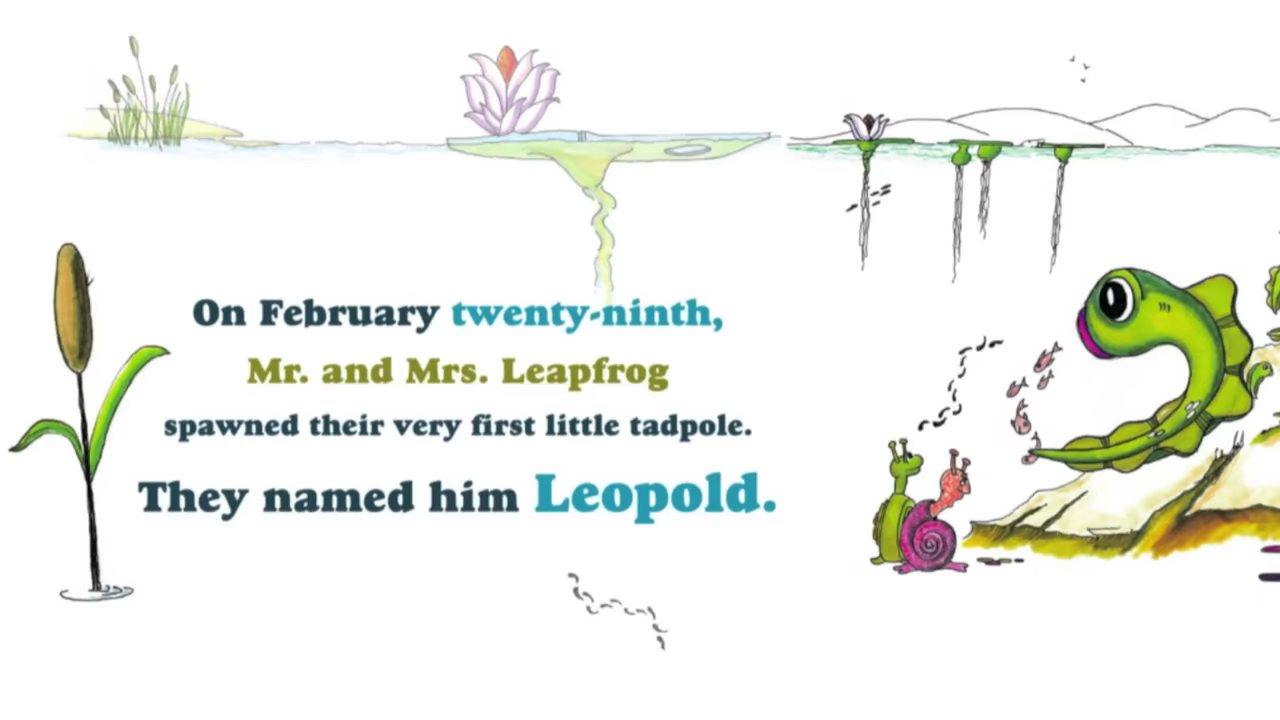 On February twenty-ninth,
Mr. and Mrs. Leapfrog
spawned their very first little tadpole.
They named him Leopold.